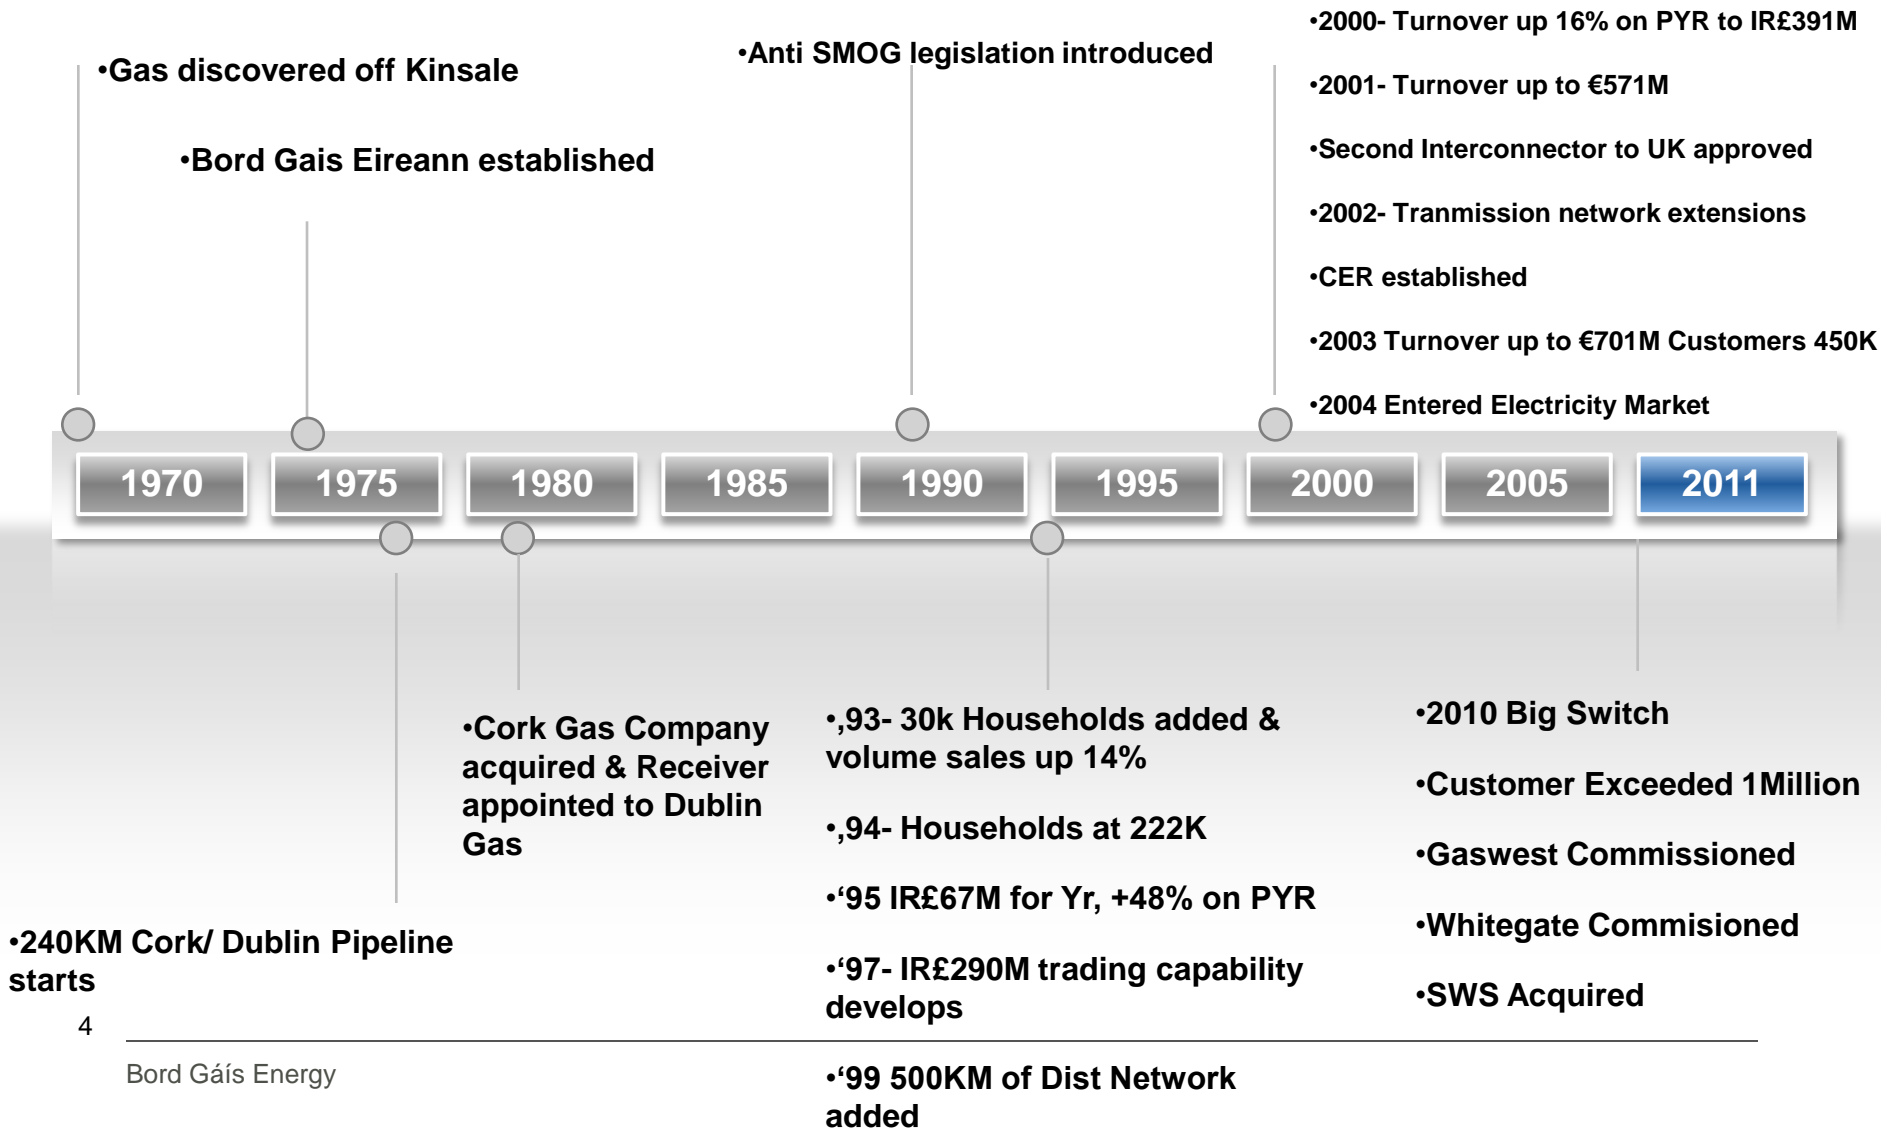 •Gas discovered off Kinsale
•Bord Gais Eireann established
•Anti SMOG legislation introduced
•2000- Turnover up 16% on PYR to IR£391M
•2001- Turnover up to €571M
•Second Interconnector to UK approved
•2002- Tranmission network extensions
•CER established
•2003 Turnover up to €701M Customers 450K
•2004 Entered Electricity Market
1970 1975 1980 1985 1990 1995 2000 2005 2011
•240KM Cork/ Dublin Pipeline
starts
•Cork Gas Company
acquired & Receiver
appointed to Dublin
Gas
•‚93- 30k Households added &
volume sales up 14%
•‚94- Households at 222K
•‘95 IR£67M for Yr, +48% on PYR
•‘97- IR£290M trading capability
develops
•‘99 500KM of Dist Network
added
•2010 Big Switch
•Customer Exceeded 1Million
•Gaswest Commissioned
•Whitegate Commisioned
•SWS Acquired
4
Bord Gáís Energy